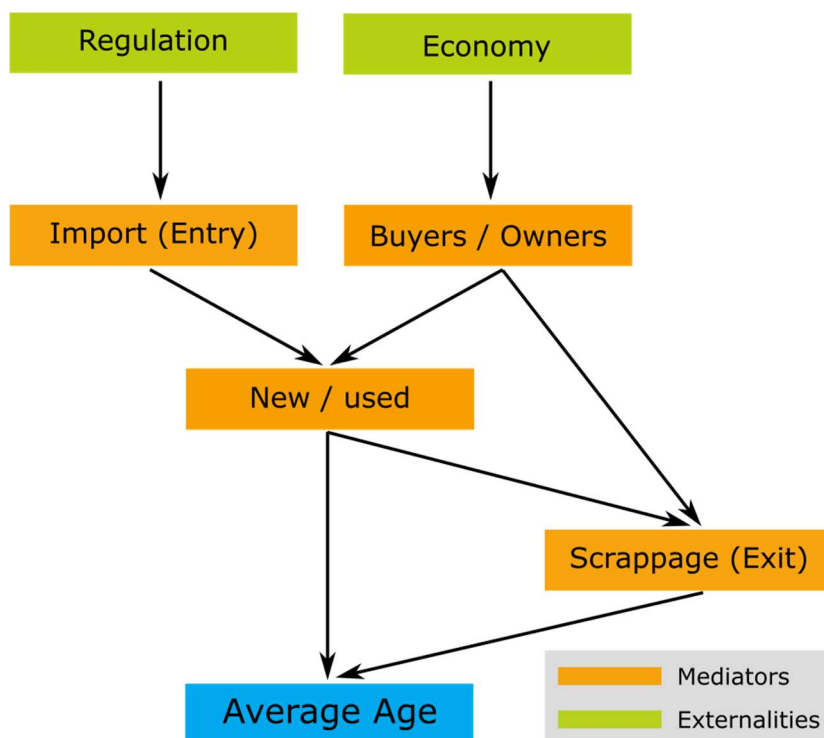 Regulation
Economy
Import (Entry)
Buyers / Owners
New / used
Scrappage (Exit)
Average Age
Mediators
Externalities